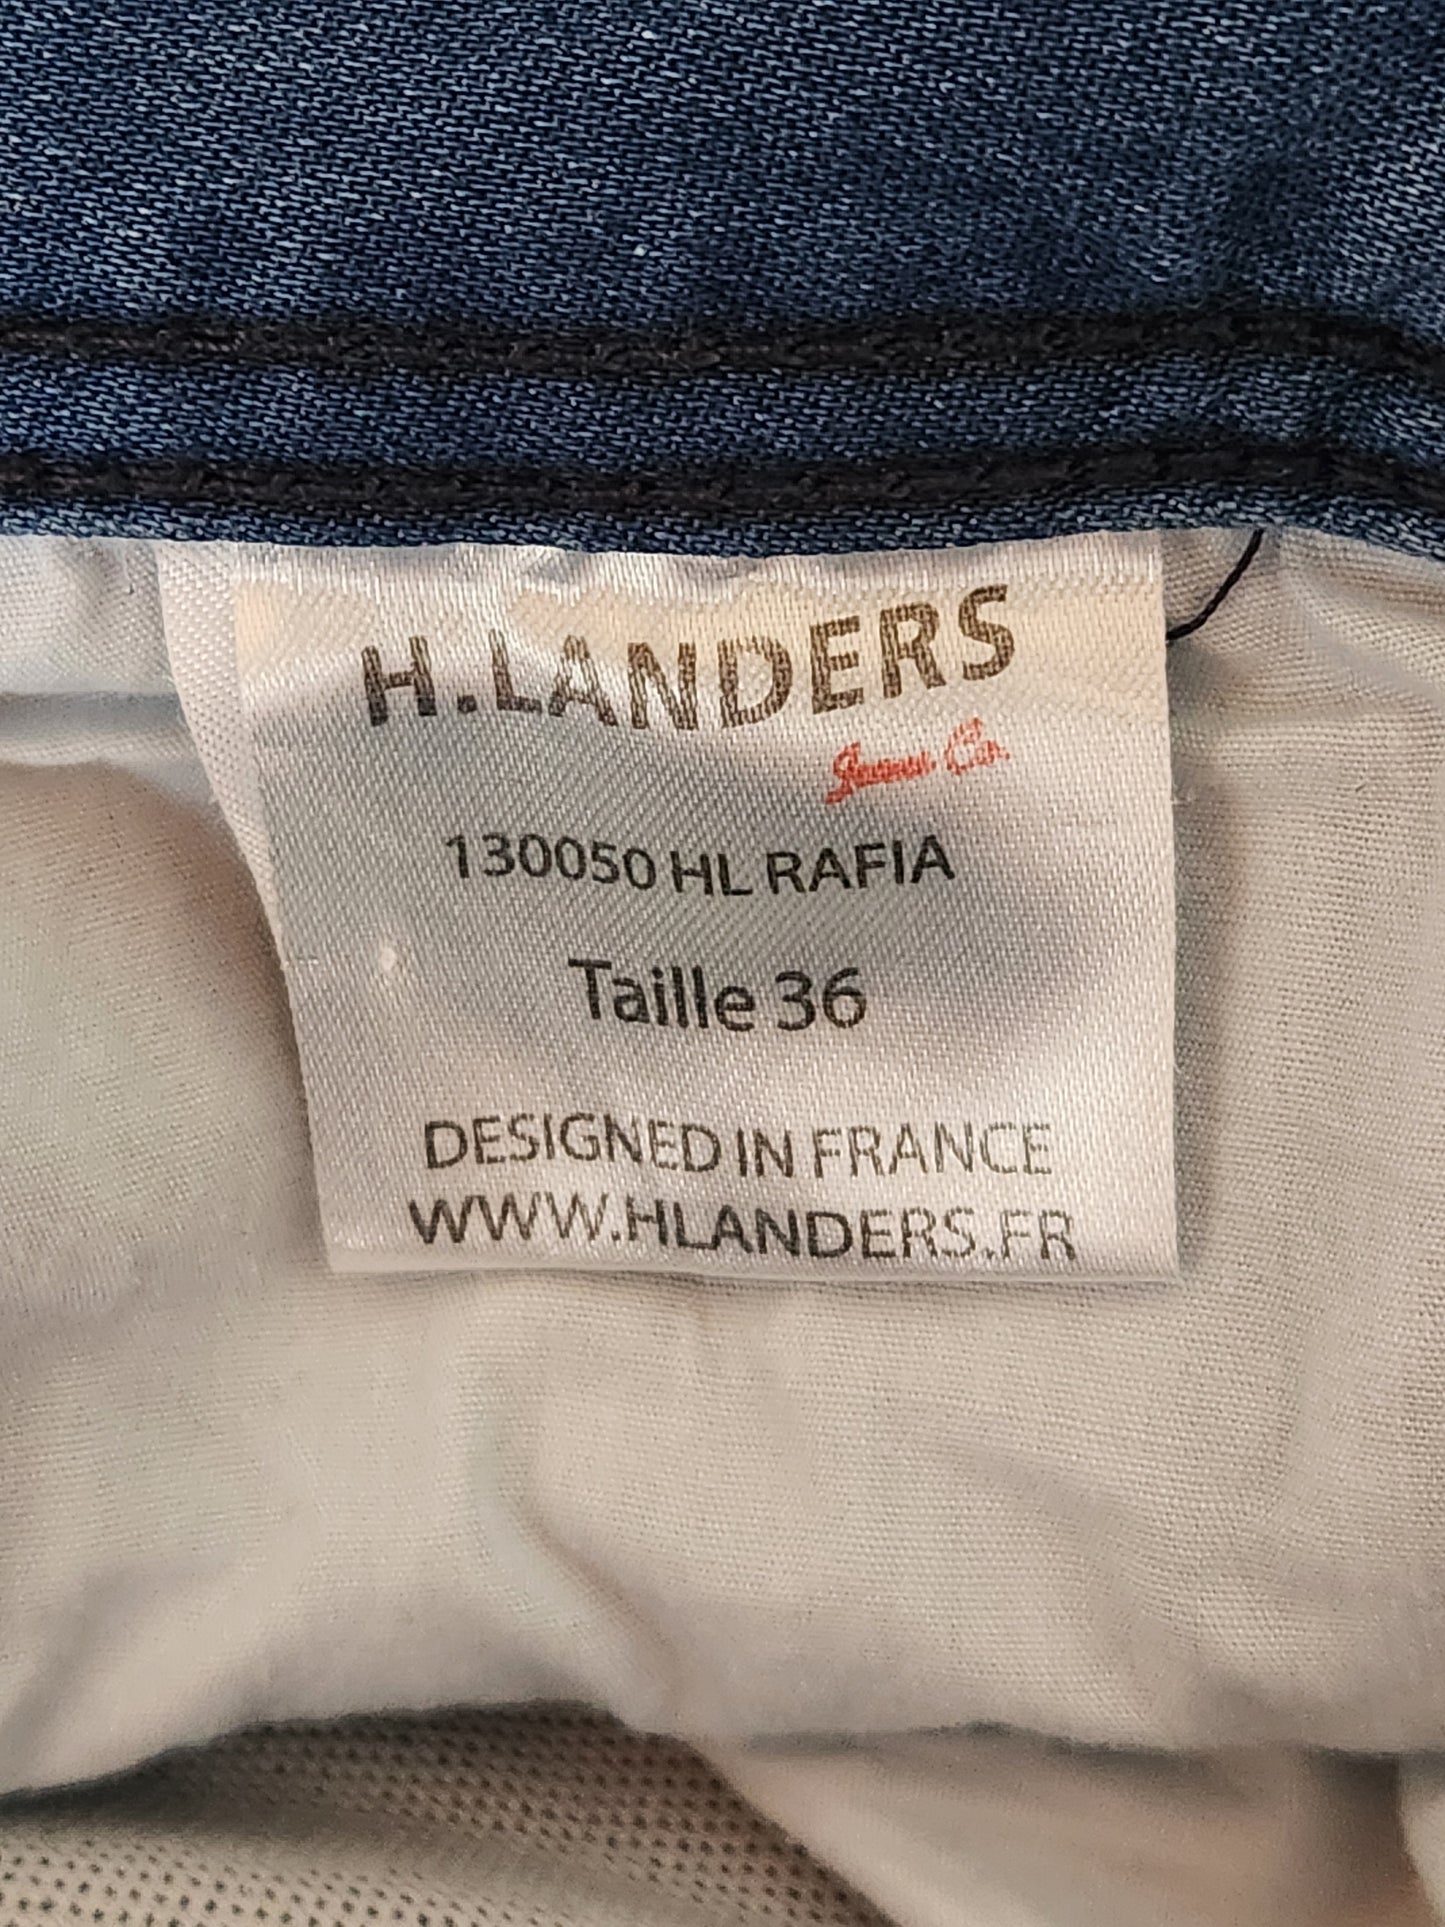 H.LANDERS
130050 HL RAFIA
Taille 36
DESIGNED IN FRANCE
WWW.HLANDERS.FR